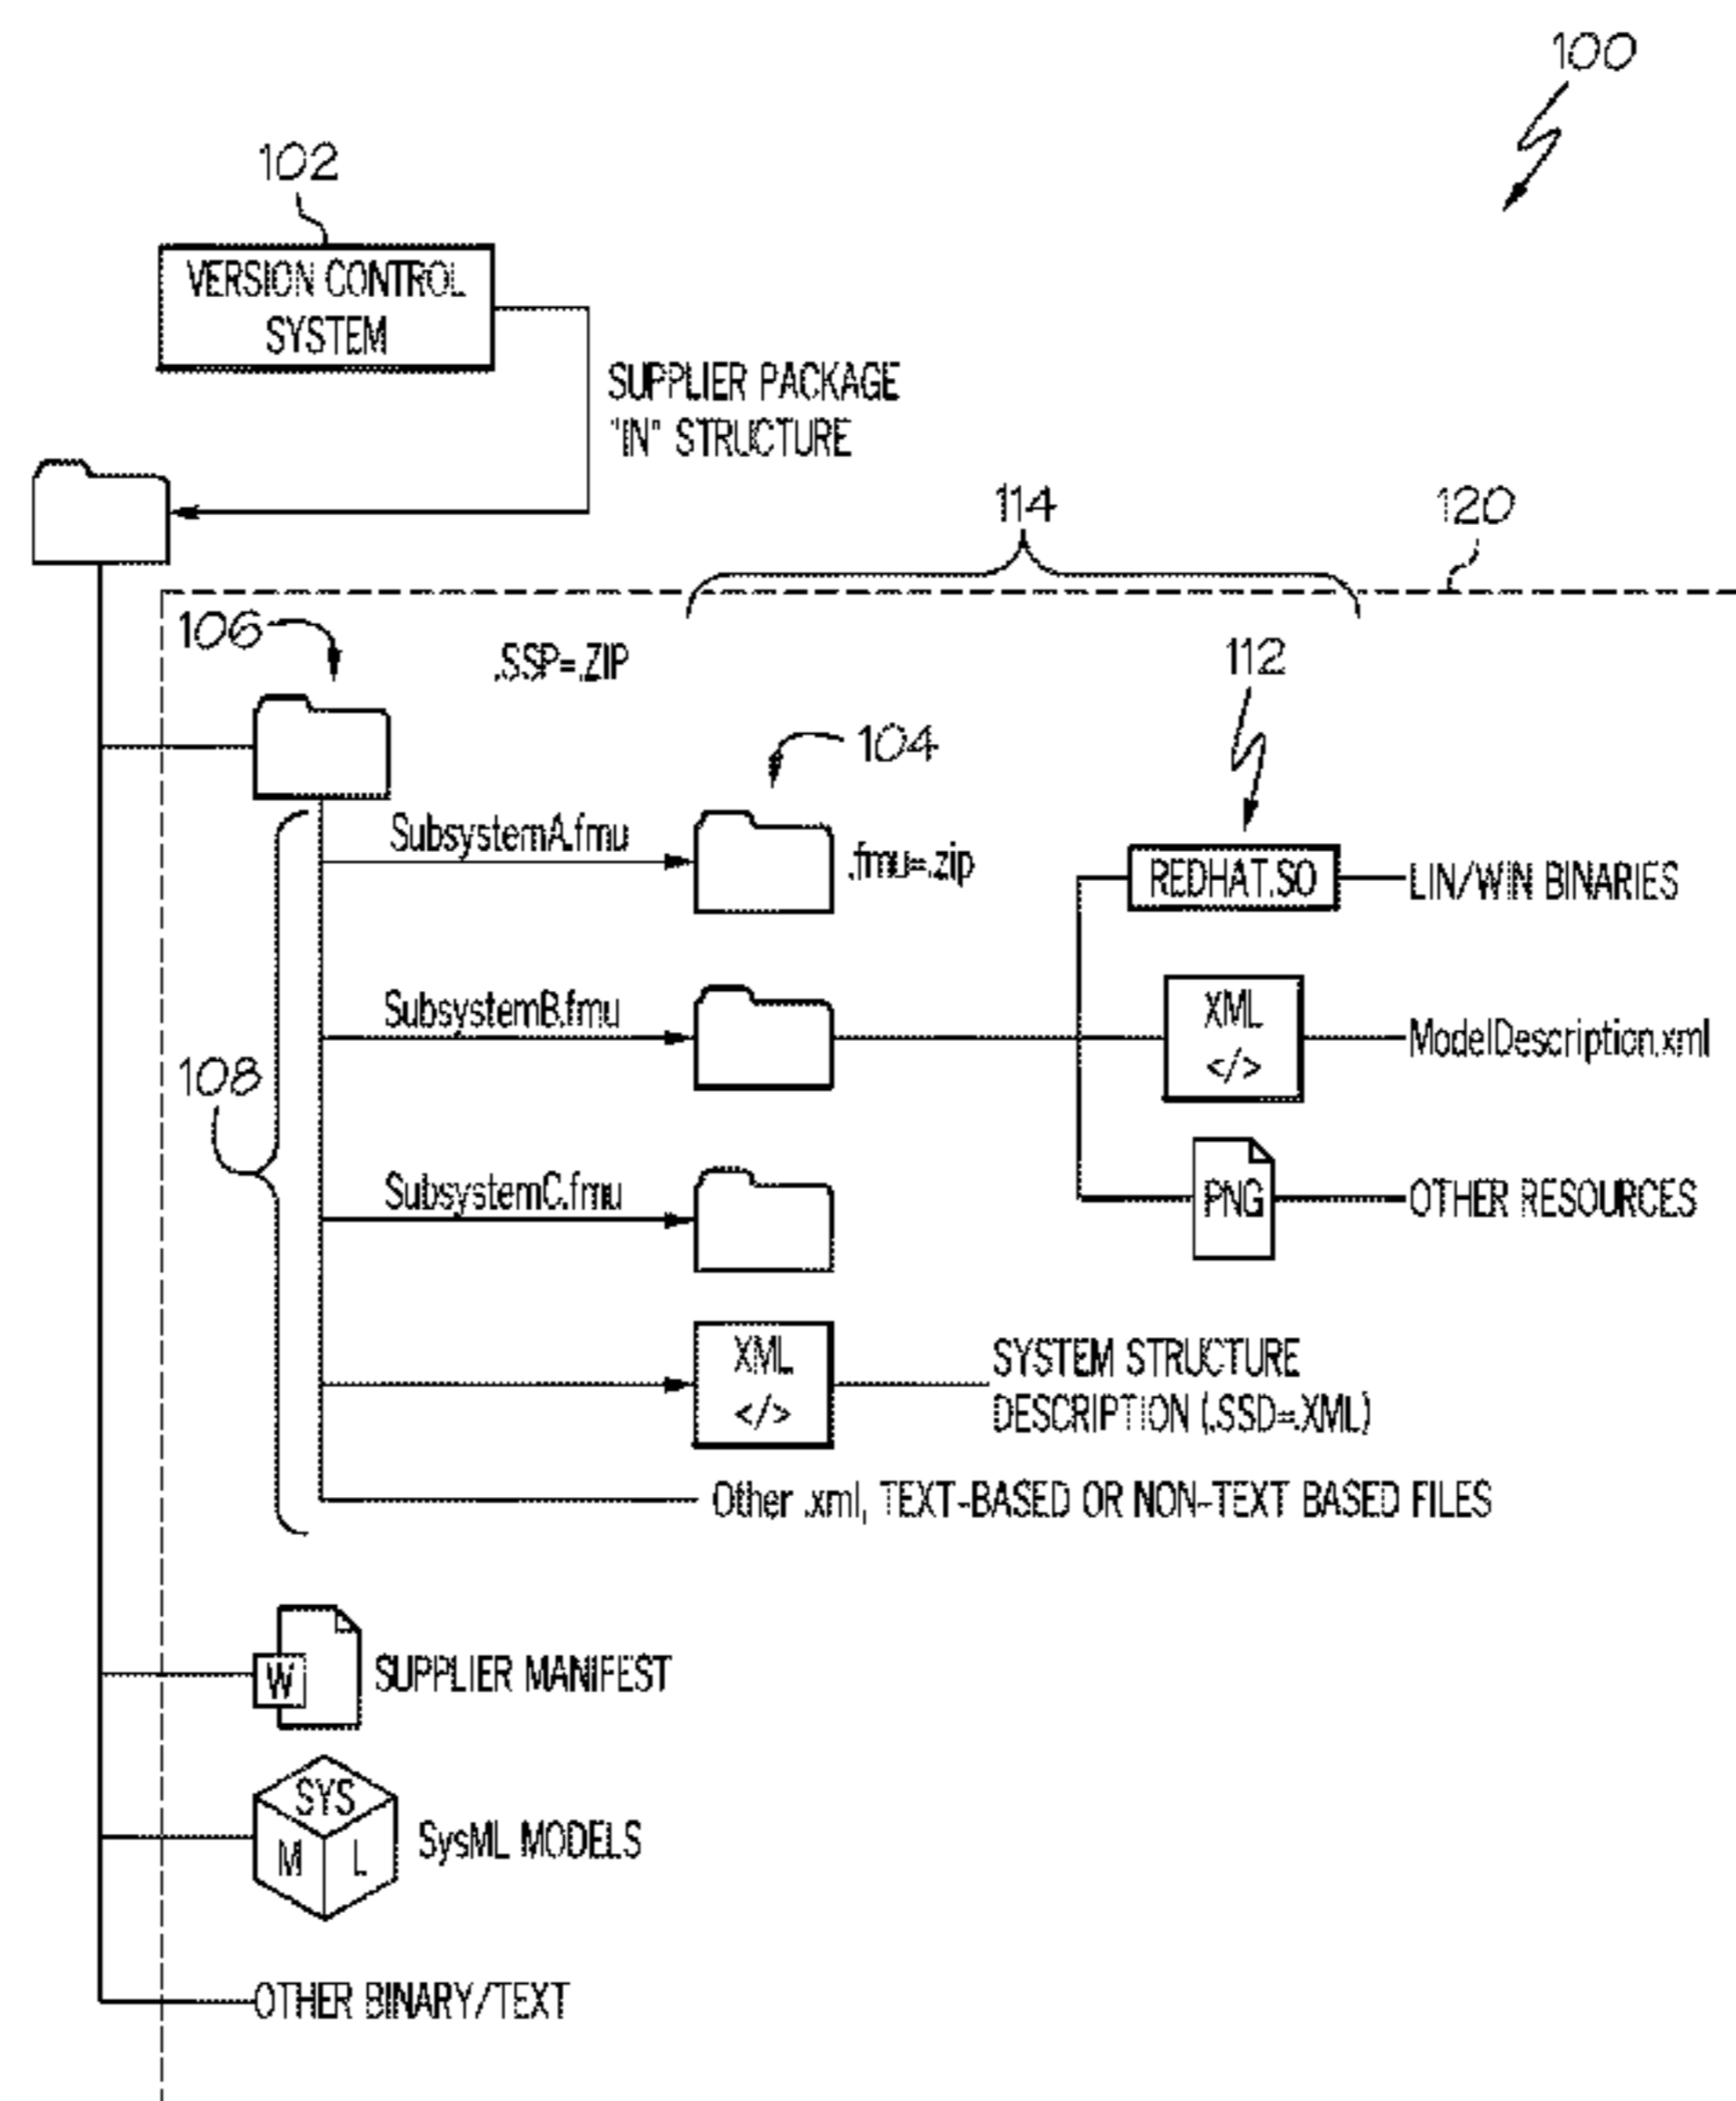 100
102
VERSION CONTROL
SYSTEM
SUPPLIER PACKAGE
"IN" STRUCTURE
114
120
106
.SSP=.ZIP
112
104
SubsystemA.fmu
.fmu=.zip
REDHAT.SO
LIN/WIN BINARIES
SubsystemB.fmu
XML
</>
ModelDescription.xml
108
SubsystemC.fmu
PNG
OTHER RESOURCES
XML
</>
SYSTEM STRUCTURE
DESCRIPTION (.SSD=.XML)
Other .xml, TEXT-BASED OR NON-TEXT BASED FILES
W
SUPPLIER MANIFEST
SYS
M L
SysML MODELS
OTHER BINARY/TEXT